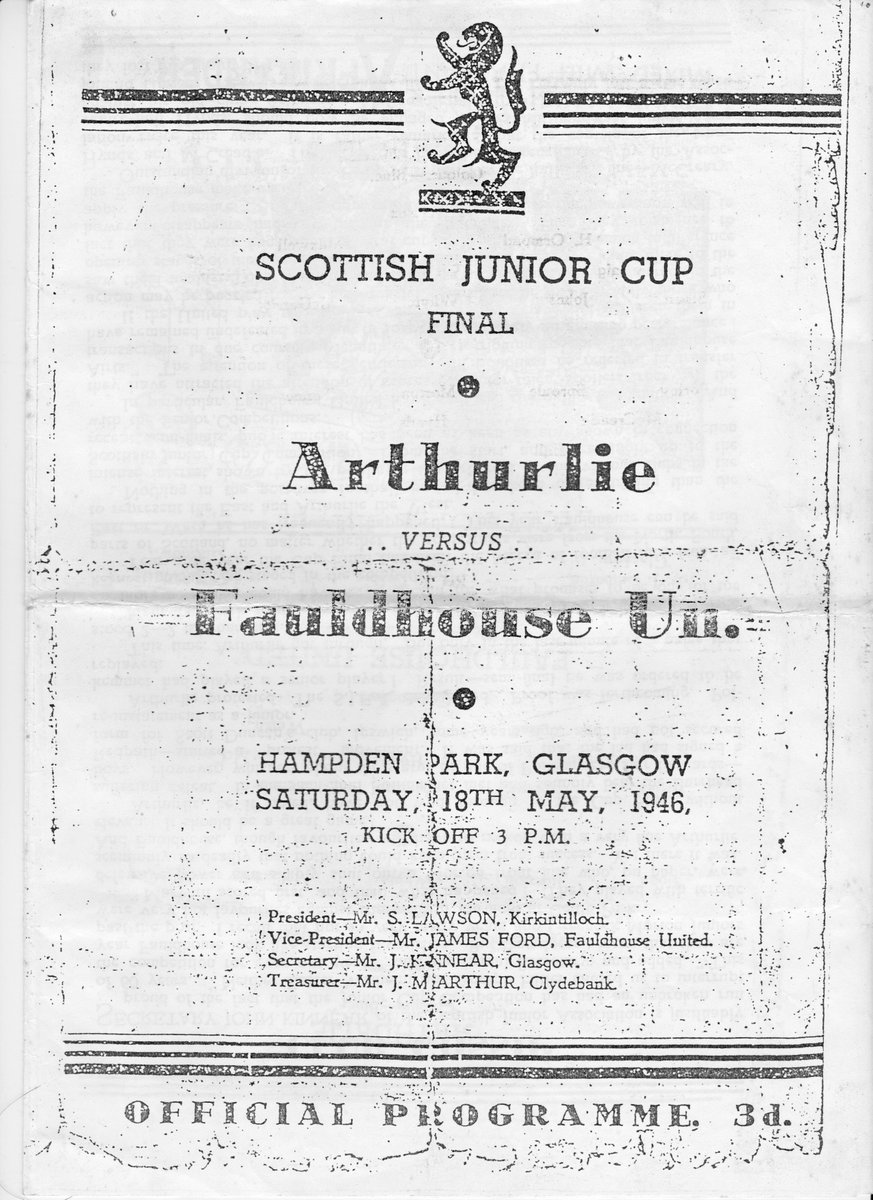 SCOTTISH JUNIOR CUP
FINAL
Arthurlie
.. VERSUS ..
Fauldhouse Un.
HAMPDEN PARK, GLASGOW
SATURDAY, 18TH MAY, 1946,
KICK OFF 3 P.M.
President—Mr. S. LAWSON, Kirkintilloch.
Vice-President—Mr. JAMES FORD, Fauldhouse United.
Secretary—Mr. J. KINNEAR, Glasgow.
Treasurer—Mr. J. M'ARTHUR, Clydebank.
OFFICIAL PROGRAMME. 3d.